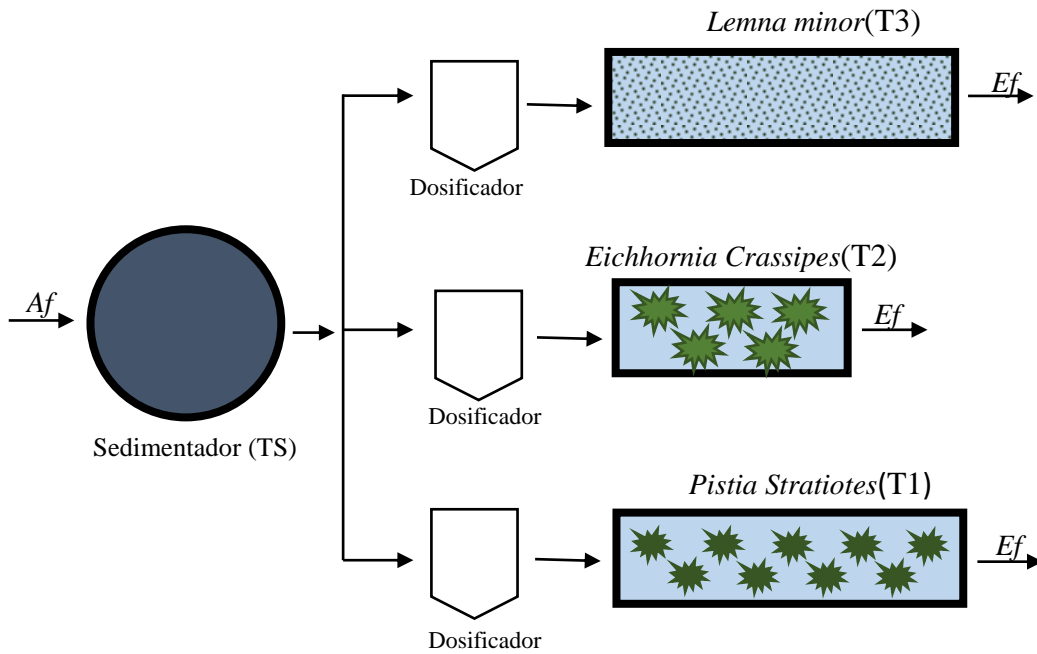 Lemna minor(T3)
Ef
Dosificador
Eichhornia Crassipes(T2)
Af
Ef
Dosificador
Sedimentador (TS)
Pistia Stratiotes(T1)
Ef
Dosificador